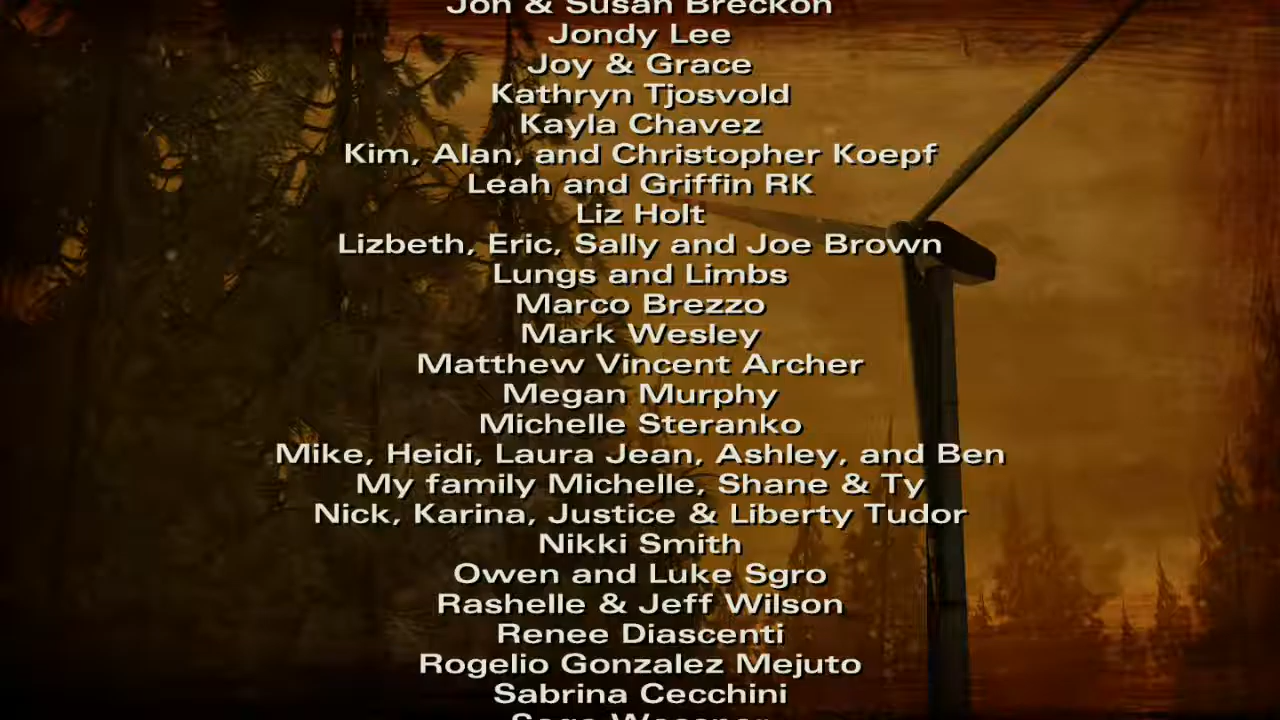 Jon & Susan Breckon
Jondy Lee
Joy & Grace
Kathryn Tjosvold
Kayla Chavez
Kim, Alan, and Christopher Koepf
Leah and Griffin RK
Liz Holt
Lizbeth, Eric, Sally and Joe Brown
Lungs and Limbs
Marco Brezzo
Mark Wesley
Matthew Vincent Archer
Megan Murphy
Michelle Steranko
Mike, Heidi, Laura Jean, Ashley, and Ben
My family Michelle, Shane & Ty
Nick, Karina, Justice & Liberty Tudor
Nikki Smith
Owen and Luke Sgro
Rashelle & Jeff Wilson
Renee Diascenti
Rogelio Gonzalez Mejuto
Sabrina Cecchini